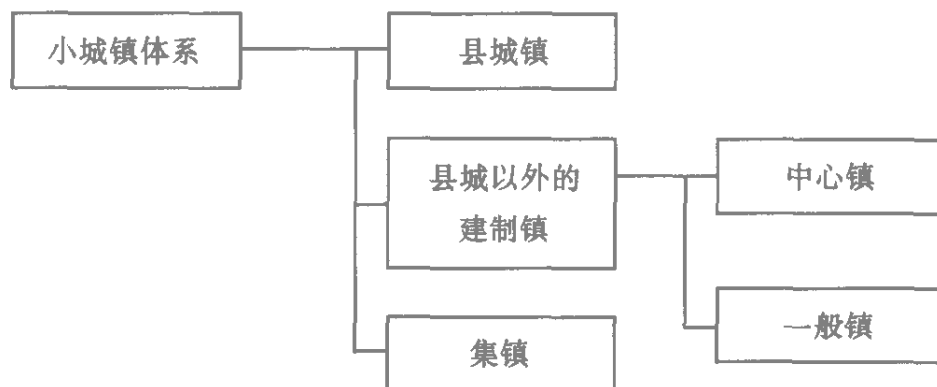 小城镇体系
县城镇
县城以外的
建制镇
中心镇
一般镇
集镇